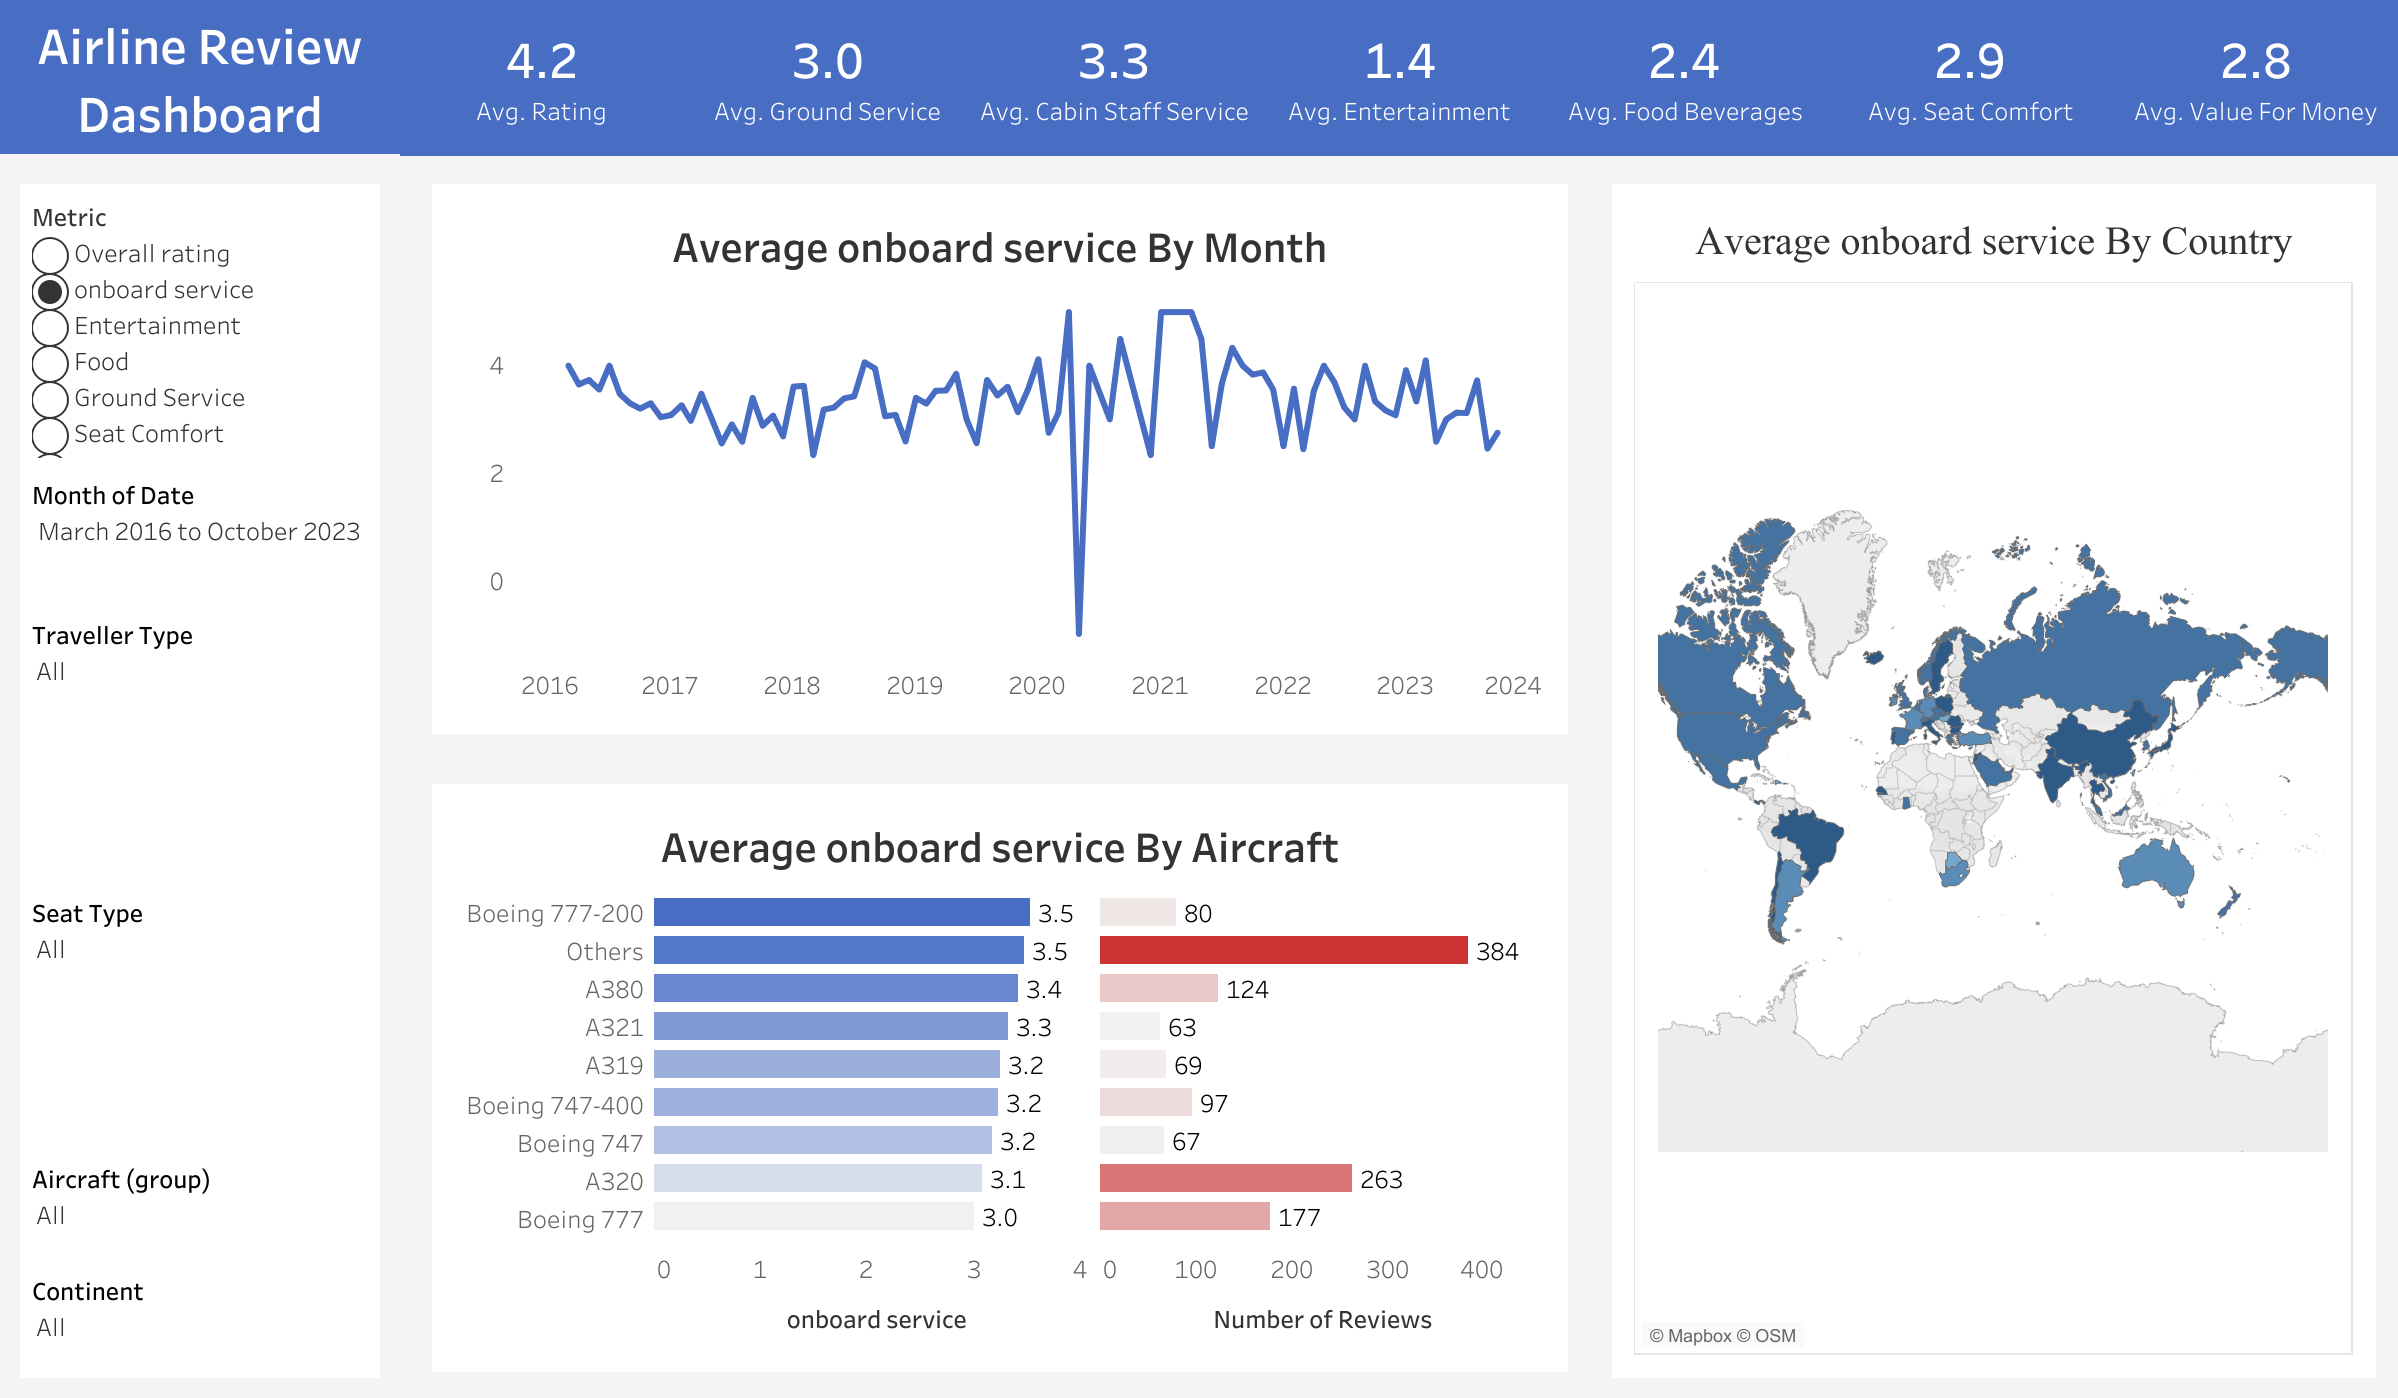 Airline Review
Dashboard
4.2
Avg. Rating
3.0
Avg. Ground Service
3.3
Avg. Cabin Staff Service
1.4
Avg. Entertainment
2.4
Avg. Food Beverages
2.9
Avg. Seat Comfort
2.8
Avg. Value For Money
Metric
Overall rating
onboard service
Entertainment
Food
Ground Service
Seat Comfort
Month of Date
March 2016 to October 2023
Traveller Type
All
Seat Type
All
Aircraft (group)
All
Continent
All
Average onboard service By Month
4
2
0
2016 2017 2018 2019 2020 2021 2022 2023 2024
Average onboard service By Aircraft
Boeing 777-200 3.5 80
Others 3.5 384
A380 3.4 124
A321 3.3 63
A319 3.2 69
Boeing 747-400 3.2 97
Boeing 747 3.2 67
A320 3.1 263
Boeing 777 3.0 177
0 1 2 3 4 0 100 200 300 400
onboard service Number of Reviews
Average onboard service By Country
© Mapbox © OSM